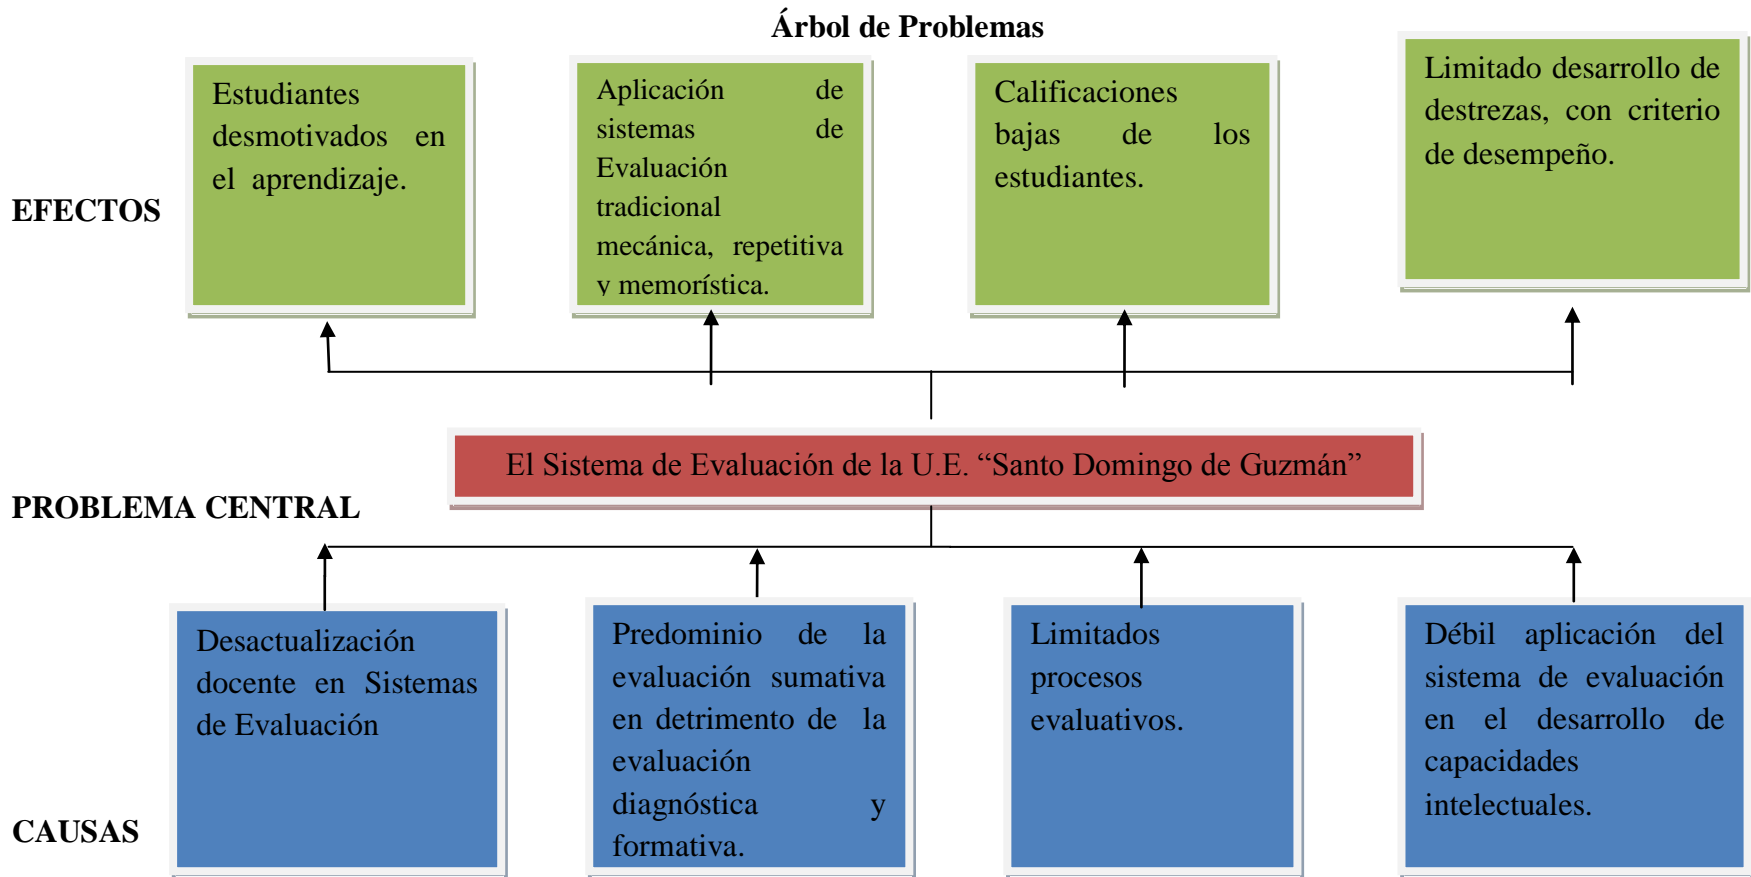 Árbol de Problemas
Estudiantes
desmotivados en
el aprendizaje.
Aplicación de
sistemas de
Evaluación
tradicional
mecánica, repetitiva
y memorística.
Calificaciones
bajas de los
estudiantes.
Limitado desarrollo de
destrezas, con criterio
de desempeño.
EFECTOS
El Sistema de Evaluación de la U.E. “Santo Domingo de Guzmán”
PROBLEMA CENTRAL
Desactualización
docente en Sistemas
de Evaluación
Predominio de la
evaluación sumativa
en detrimento de la
evaluación
diagnóstica y
formativa.
Limitados
procesos
evaluativos.
Débil aplicación del
sistema de evaluación
en el desarrollo de
capacidades
intelectuales.
CAUSAS